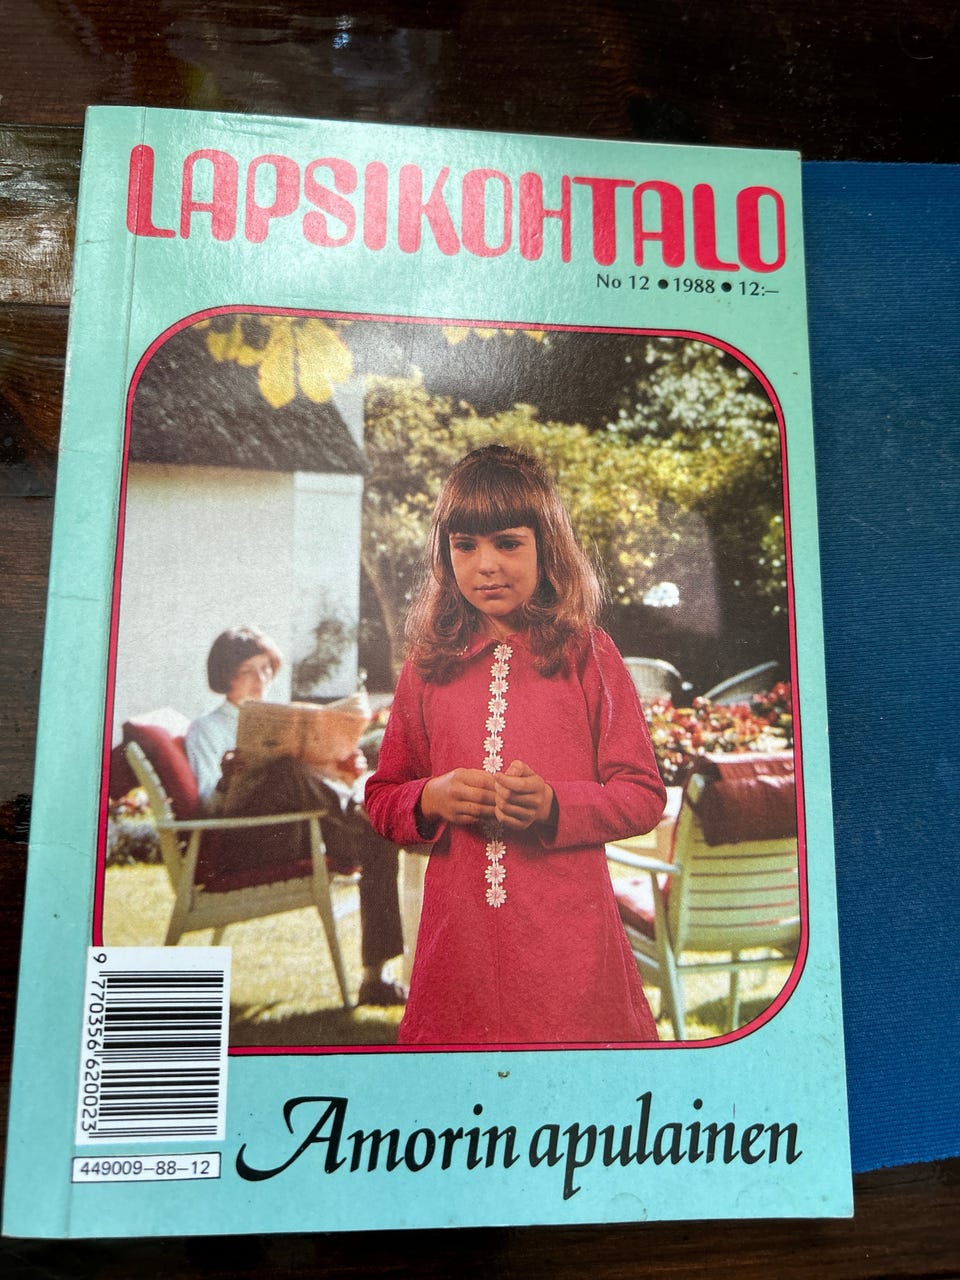 LAPSIKOHTALO
No 12 • 1988 • 12:–
9 770356 620023
449009-88-12
Amorin apulainen